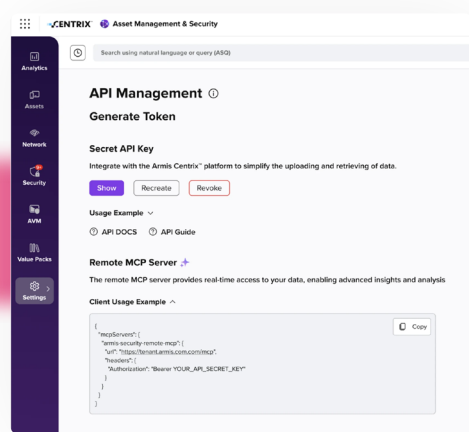 CENTRIX™ Asset Management & Security
Search using natural language or query (ASQ)
Analytics
Assets
Network
Security
AVM
Value Packs
Settings
API Management
Generate Token
Secret API Key
Integrate with the Armis Centrix™ platform to simplify the uploading and retrieving of data.
Show Recreate Revoke
Usage Example
API DOCS API Guide
Remote MCP Server
The remote MCP server provides real-time access to your data, enabling advanced insights and analysis
Client Usage Example
Copy
{
"mcpServers": {
"armis-security-remote-mcp": {
"url": "https://tenant.armis.com.com/mcp",
"headers": {
"Authorization": "Bearer YOUR_API_SECRET_KEY"
}
}
}
}